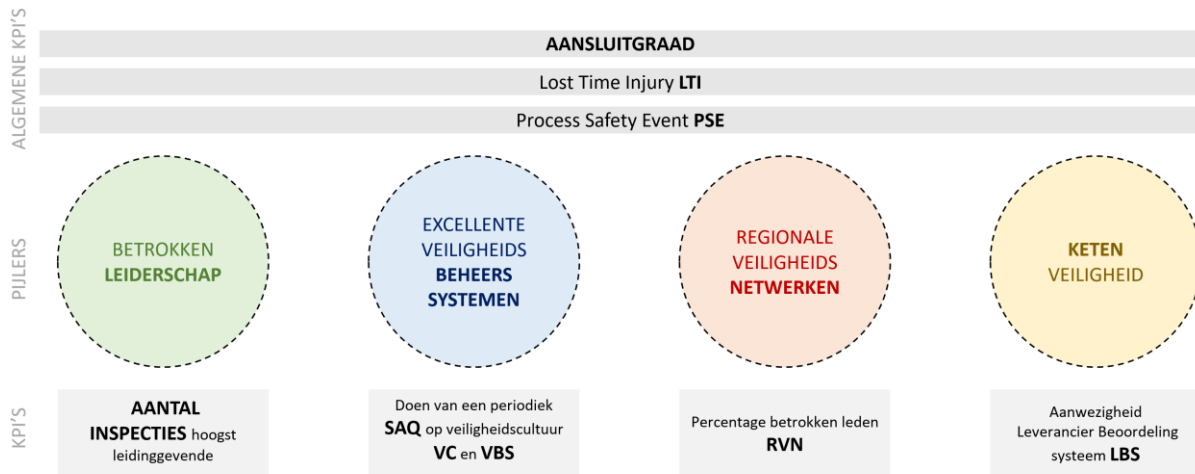 ALGEMENE KPI'S
AANSLUITGRAAD
Lost Time Injury LTI
Process Safety Event PSE
PIJLERS
BETROKKEN
LEIDERSCHAP
EXCELLENTE
VEILIGHEIDS
BEHEERS
SYSTEMEN
REGIONALE
VEILIGHEIDS
NETWERKEN
KETEN
VEILIGHEID
KPI'S
AANTAL
INSPECTIES hoogst
leidinggevende
Doen van een periodiek
SAQ op veiligheidscultuur
VC en VBS
Percentage betrokken leden
RVN
Aanwezigheid
Leverancier Beoordeling
systeem LBS